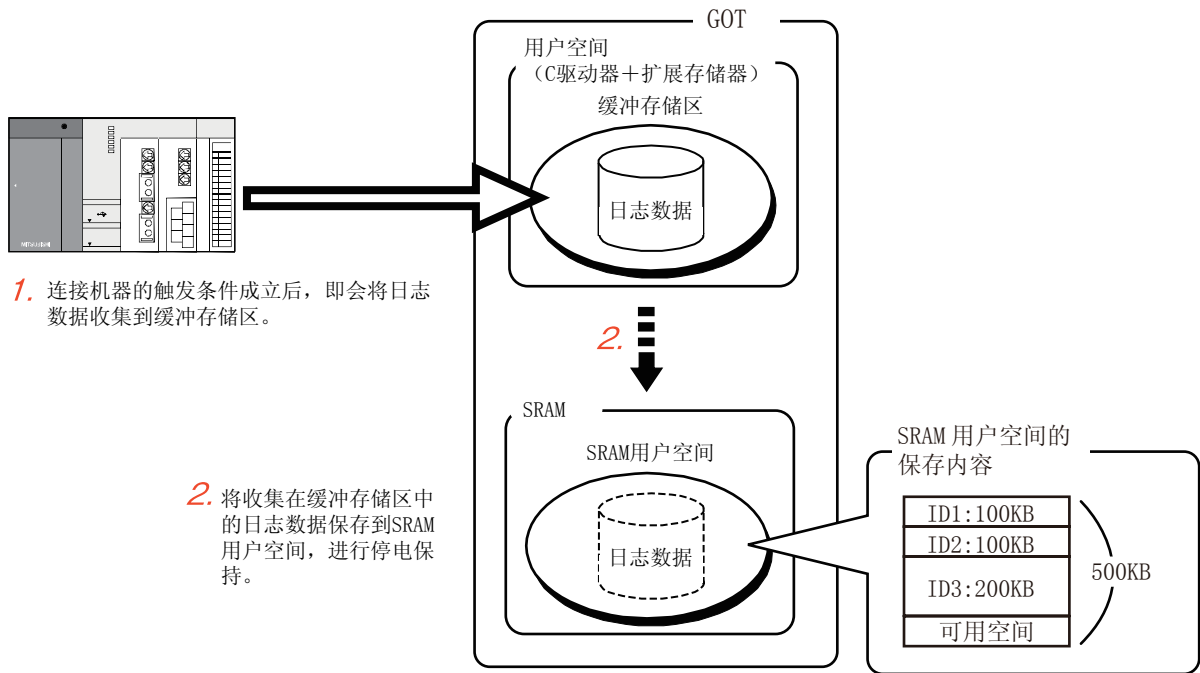 GOT
用户空间
（C驱动器＋扩展存储器）
缓冲存储区
日志数据
MITSUBISHI
1. 连接机器的触发条件成立后，即会将日志
数据收集到缓冲存储区。
2.
SRAM
SRAM用户空间
日志数据
2. 将收集在缓冲存储区中
的日志数据保存到SRAM
用户空间，进行停电保
持。
SRAM 用户空间的
保存内容
ID1:100KB
ID2:100KB
ID3:200KB
可用空间
500KB